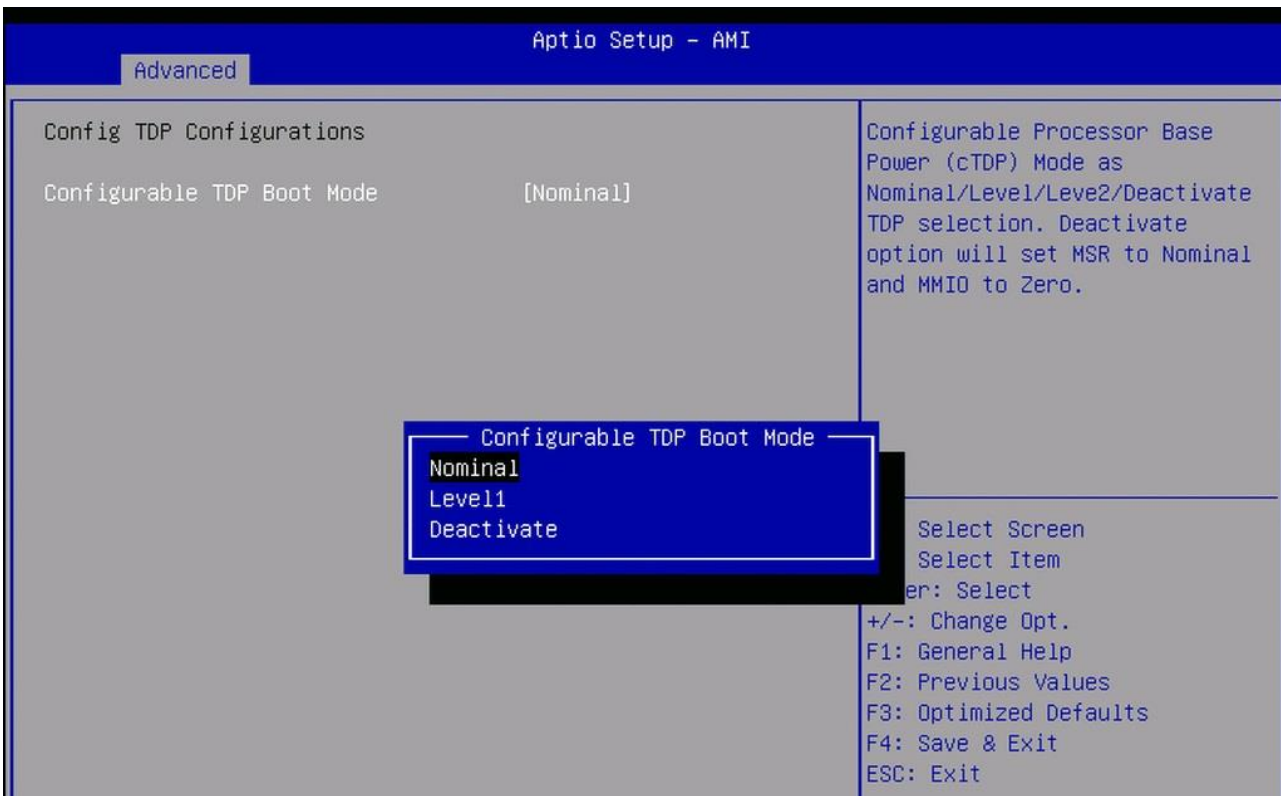 Aptio Setup – AMI
Advanced
Config TDP Configurations
Configurable TDP Boot Mode [Nominal]
Configurable Processor Base
Power (cTDP) Mode as
Nominal/Level/Leve2/Deactivate
TDP selection. Deactivate
option will set MSR to Nominal
and MMIO to Zero.
Configurable TDP Boot Mode
Nominal
Level1
Deactivate
Select Screen
Select Item
er: Select
+/-: Change Opt.
F1: General Help
F2: Previous Values
F3: Optimized Defaults
F4: Save & Exit
ESC: Exit